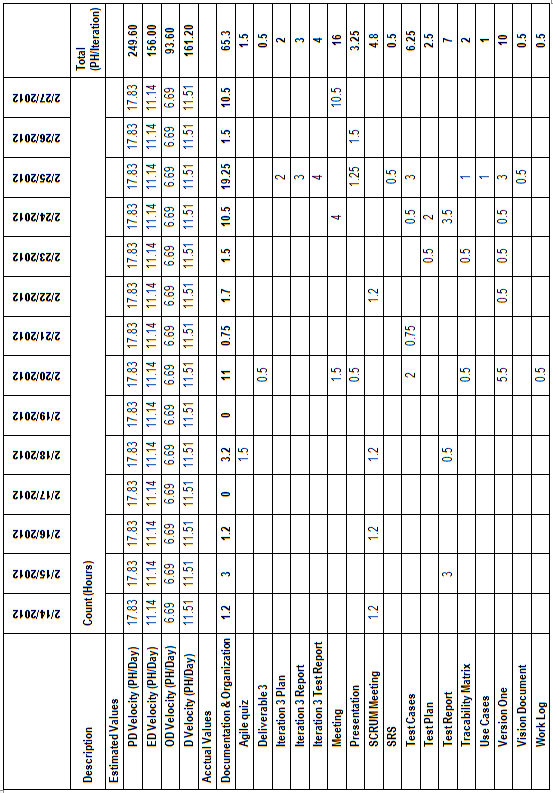 2/14/2012 2/15/2012 2/16/2012 2/17/2012 2/18/2012 2/19/2012 2/20/2012 2/21/2012 2/22/2012 2/23/2012 2/24/2012 2/25/2012 2/26/2012 2/27/2012 Total
(PH/Iteration)
Description Count (Hours)
Estimated Values
PD Velocity (PH/Day) 17.83 17.83 17.83 17.83 17.83 17.83 17.83 17.83 17.83 17.83 17.83 17.83 17.83 17.83 249.60
ED Velocity (PH/Day) 11.14 11.14 11.14 11.14 11.14 11.14 11.14 11.14 11.14 11.14 11.14 11.14 11.14 11.14 156.00
OD Velocity (PH/Day) 6.69 6.69 6.69 6.69 6.69 6.69 6.69 6.69 6.69 6.69 6.69 6.69 6.69 6.69 93.60
D Velocity (PH/Day) 11.51 11.51 11.51 11.51 11.51 11.51 11.51 11.51 11.51 11.51 11.51 11.51 11.51 11.51 161.20
Acctual Values
Documentation & Organization 1.2 3 1.2 0 3.2 0 11 0.75 1.7 1.5 10.5 19.25 1.5 10.5 65.3
Agile quiz 1.5 1.5
Deliverable 3 0.5 0.5
Iteration 3 Plan 2 2
Iteration 3 Report 3 3
Iteration 3 Test Report 4 4
Meeting 1.5 4 10.5 16
Presentation 0.5 1.25 1.5 3.25
SCRUM Meeting 1.2 1.2 1.2 1.2 4.8
SRS 0.5 0.5
Test Cases 2 0.75 0.5 3 6.25
Test Plan 0.5 2 2.5
Test Report 3 0.5 3.5 7
Tracability Matrix 0.5 0.5 1 2
Use Cases 1 1
Version One 5.5 0.5 0.5 0.5 3 10
Vision Document 0.5 0.5
Work Log 0.5 0.5